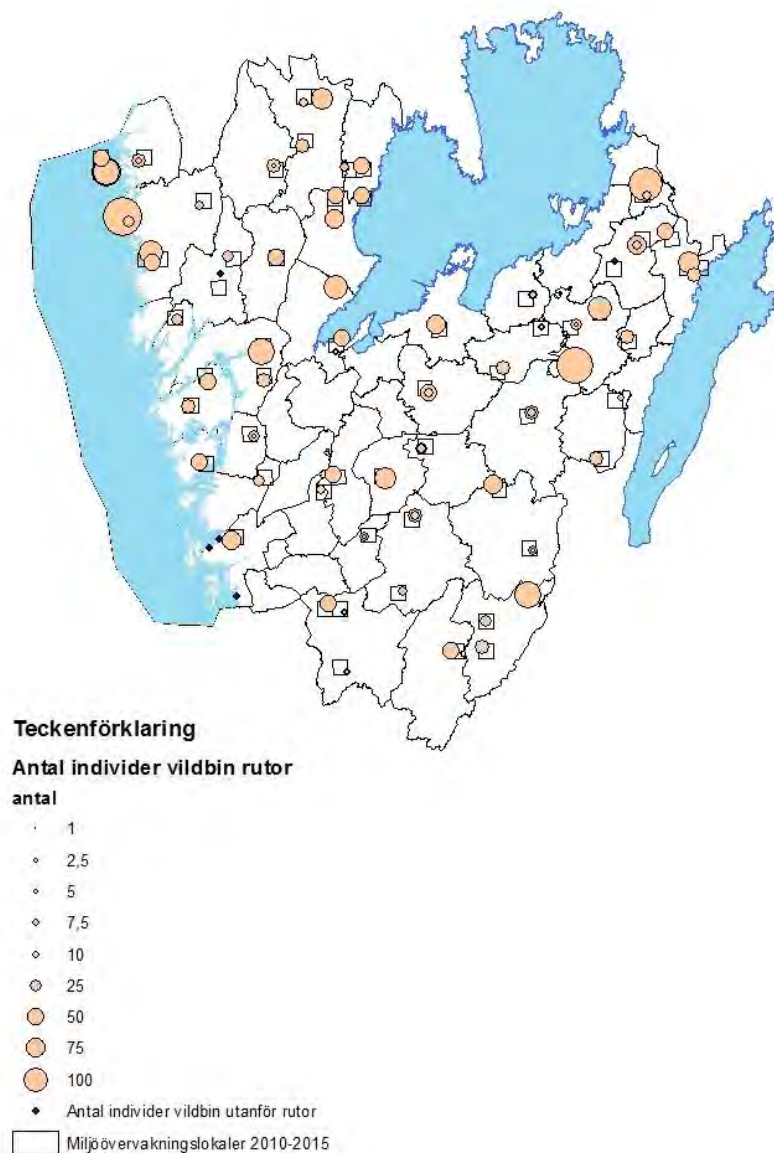 Teckenförklaring
Antal individer vildbin rutor
antal
1
2,5
5
7,5
10
25
50
75
100
Antal individer vildbin utanför rutor
Miljöövervakningslokaler 2010-2015